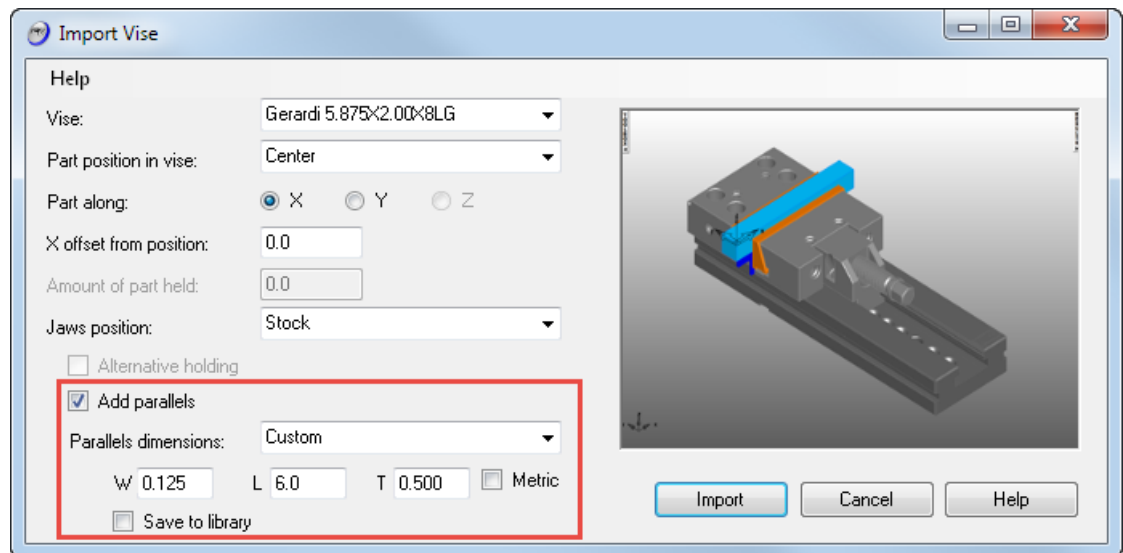 Import Vise
Help
Vise: Gerardi 5.875X2.00X8LG
Part position in vise: Center
Part along: X Y Z
X offset from position: 0.0
Amount of part held: 0.0
Jaws position: Stock
Alternative holding
Add parallels
Parallels dimensions: Custom
W 0.125 L 6.0 T 0.500 Metric
Save to library
Import Cancel Help